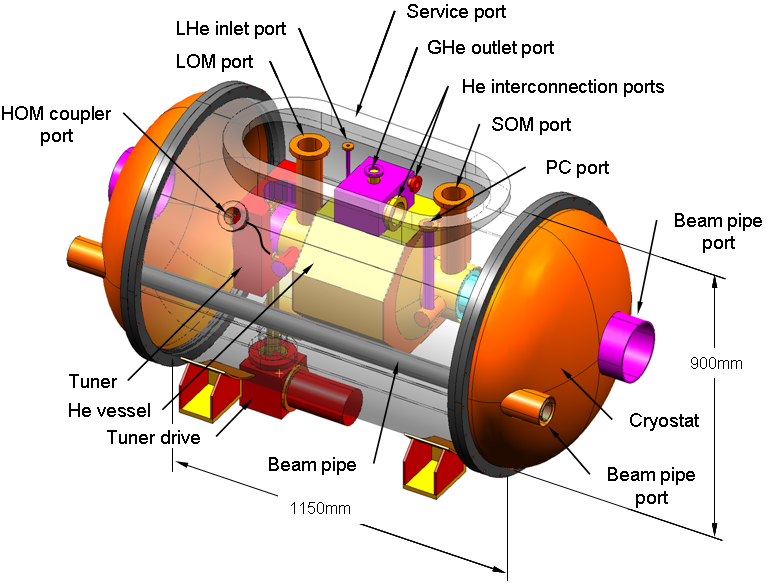 Service port
LHe inlet port
GHe outlet port
LOM port
He interconnection ports
HOM coupler
port
SOM port
PC port
Beam pipe
port
900mm
Tuner
He vessel
Cryostat
Tuner drive
Beam pipe
Beam pipe
port
1150mm